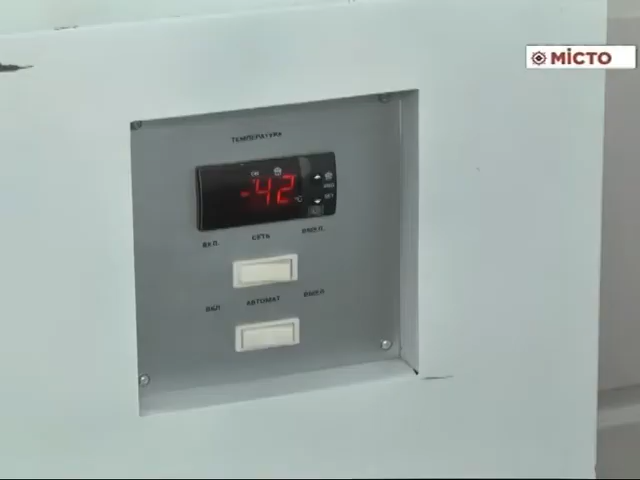 МІСТО
ТЕМПЕРАТУРА
-42
°C
ВКЛ. СЕТЬ ВЫКЛ.
ВКЛ АВТОМАТ ВЫКЛ